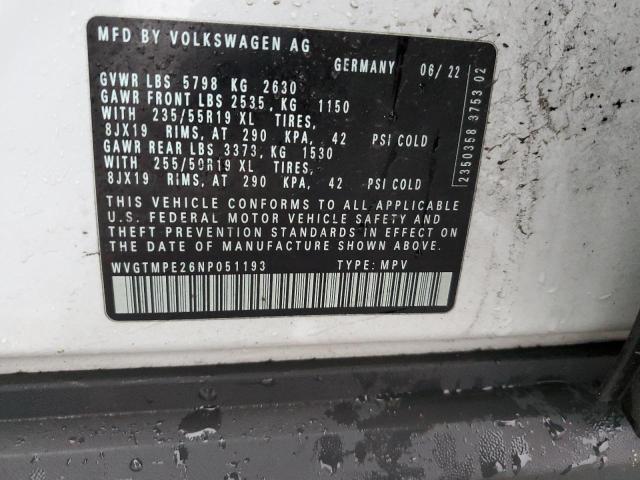 MFD BY VOLKSWAGEN AG
GERMANY 06/ 22
GVWR LBS 5798 KG 2630
GAWR FRONT LBS 2535, KG 1150
WITH 235/55R19 XL TIRES,
8JX19 RIMS, AT 290 KPA, 42 PSI COLD
GAWR REAR LBS 3373, KG 1530
WITH 255/50R19 XL TIRES,
8JX19 RIMS, AT 290 KPA, 42 PSI COLD
THIS VEHICLE CONFORMS TO ALL APPLICABLE
U.S. FEDERAL MOTOR VEHICLE SAFETY AND
THEFT PREVENTION STANDARDS IN EFFECT ON
THE DATE OF MANUFACTURE SHOWN ABOVE.
WVGTMPE26NP051193 TYPE: MPV
2350358 3753 02